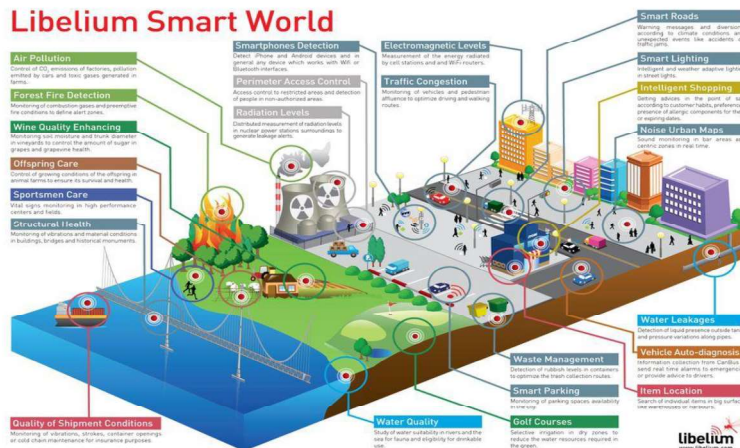 Libelium Smart World
Air Pollution
Control of CO₂ emissions of factories, pollution
emitted by cars and toxic gases generated in
farms.
Forest Fire Detection
Monitoring of combustion gases and preemptive
fire conditions to define alert zones.
Wine Quality Enhancing
Monitoring soil moisture and trunk diameter
in vineyards to control the amount of sugar in
grapes and grapevine health.
Offspring Care
Control of growing conditions of the offspring in
animal farms to ensure its survival and health.
Sportsmen Care
Vital signs monitoring in high performance
centers and fields.
Structural Health
Monitoring of vibrations and material conditions
in buildings, bridges and historical monuments.
Quality of Shipment Conditions
Monitoring of vibrations, strokes, container openings
or cold chain maintenance for insurance purposes.
Smartphones Detection
Detect iPhone and Android devices and in
general any device which works with Wifi or
Bluetooth interfaces.
Perimeter Access Control
Access control to restricted areas and detection
of people in non-authorized areas.
Radiation Levels
Distributed measurement of radiation levels
in nuclear power stations surroundings to
generate leakage alerts.
Electromagnetic Levels
Measurement of the energy radiated
by cell stations and and WiFi routers.
Traffic Congestion
Monitoring of vehicles and pedestrian
affluence to optimize driving and walking
routes.
Smart Roads
Warning messages and diversions
according to climate conditions and
unexpected events like accidents or
traffic jams.
Smart Lighting
Intelligent and weather adaptive lighting
in street lights.
Intelligent Shopping
Getting advices in the point of sale
according to customer habits, preferences,
presence of allergic components for them
or expiring dates.
Noise Urban Maps
Sound monitoring in bar areas and
centric zones in real time.
Water Leakages
Detection of liquid presence outside tanks
and pressure variations along pipes.
Vehicle Auto-diagnosis
Information collection from CanBus to
send real time alarms to emergencies
or provide advice to drivers.
Item Location
Search of individual items in big surfaces
like warehouses or harbours.
Waste Management
Detection of rubbish levels in containers
to optimize the trash collection routes.
Smart Parking
Monitoring of parking spaces availability
in the city.
Golf Courses
Selective irrigation in dry zones to
reduce the water resources required in
the green.
Water Quality
Study of water suitability in rivers and the
sea for fauna and eligibility for drinkable
use.
libelium
www.libelium.com